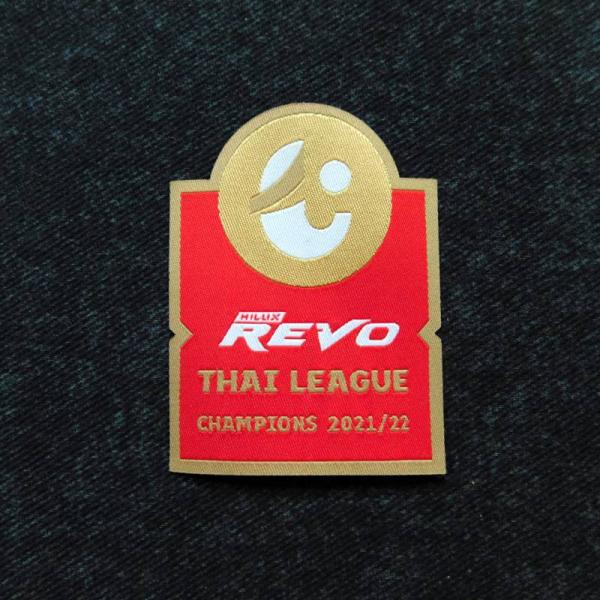 HILUX
REVO
THAI LEAGUE
CHAMPIONS 2021/22